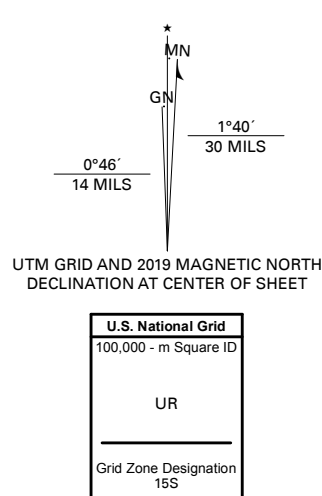 ★
MN
GN
1°40´
30 MILS
0°46´
14 MILS
UTM GRID AND 2019 MAGNETIC NORTH
DECLINATION AT CENTER OF SHEET
U.S. National Grid
100,000 - m Square ID
UR
Grid Zone Designation
15S